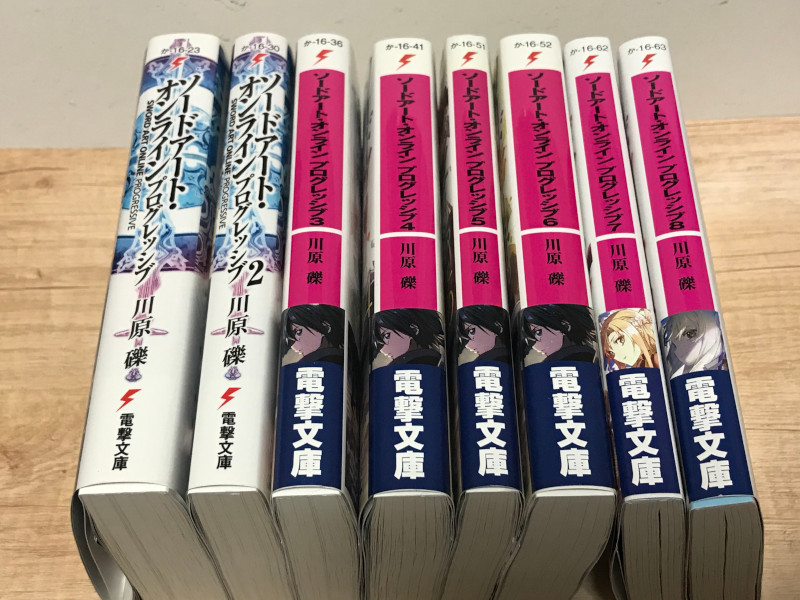 か-16-23
ソードアート・
オンライン プログレッシブ
SWORD ART ONLINE PROGRESSIVE
川原 礫
電撃文庫
か-16-30
ソードアート・
オンライン プログレッシブ 2
SWORD ART ONLINE PROGRESSIVE
川原 礫
電撃文庫
か-16-36
ソードアート・オンライン プログレッシブ3
川原 礫
電撃文庫
か-16-41
ソードアート・オンライン プログレッシブ4
川原 礫
電撃文庫
か-16-51
ソードアート・オンライン プログレッシブ5
川原 礫
電撃文庫
か-16-52
ソードアート・オンライン プログレッシブ6
川原 礫
電撃文庫
か-16-62
ソードアート・オンライン プログレッシブ7
川原 礫
電撃文庫
か-16-63
ソードアート・オンライン プログレッシブ8
川原 礫
電撃文庫